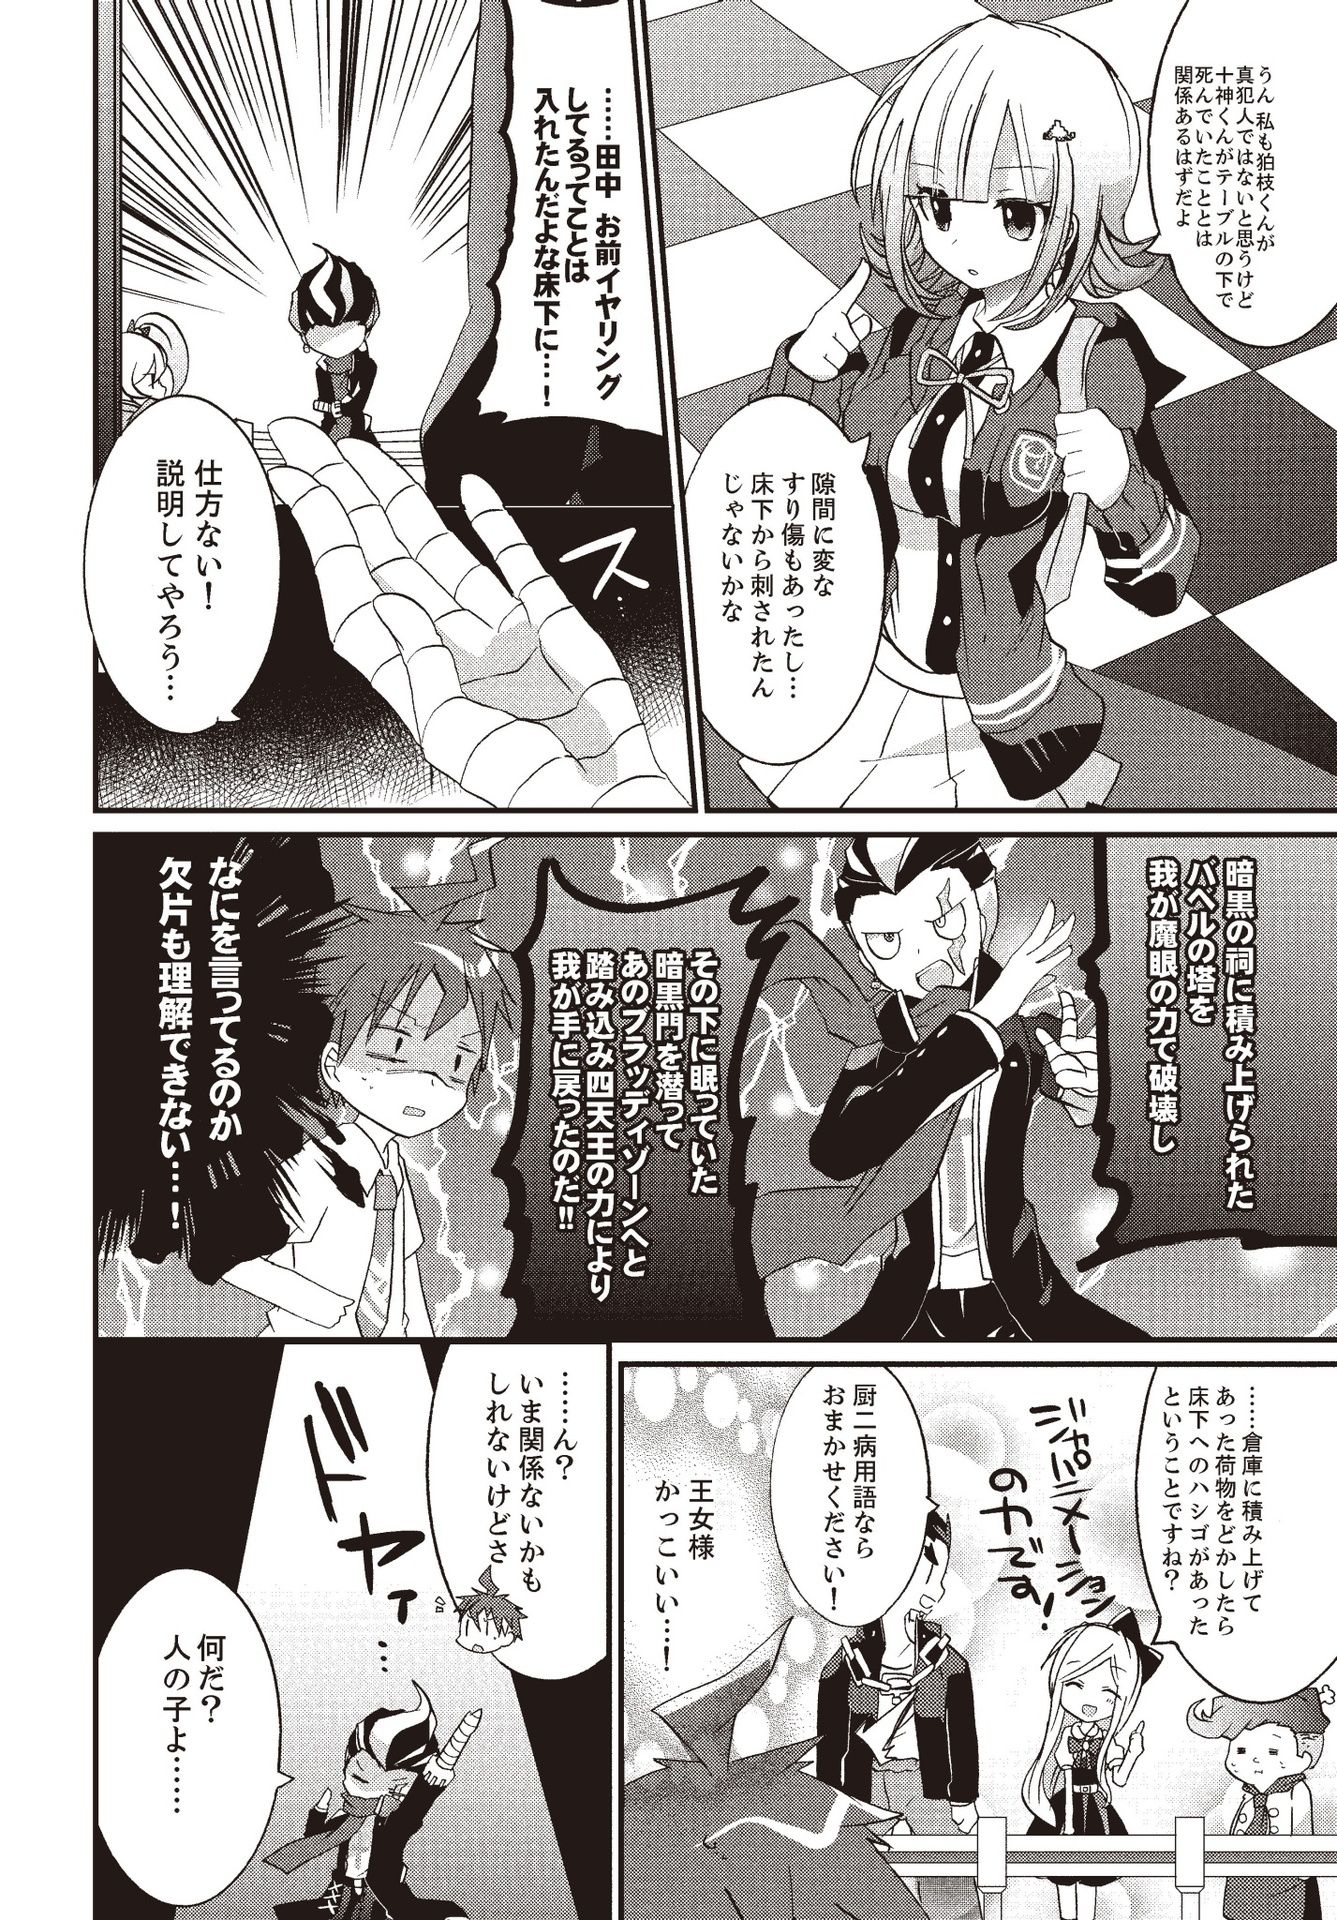 うん 私も狛枝くんが
真犯人ではないと思うけど
十神くんがテーブルの下で
死んでいたこととは
関係あるはずだよ
隙間に変な
すり傷もあったし…
床下から刺されたん
じゃないかな
……田中 お前イヤリング
してるってことは
入れたんだよな床下に…！
ス…
仕方ない！
説明してやろう…
暗黒の祠に積み上げられた
バベルの塔を
我が魔眼の力で破壊し
その下に眠っていた
暗黒門を潜って
あのブラッディゾーンへと
踏み込み四天王の力により
我が手に戻ったのだ!!
なにを言ってるのか
欠片も理解できない…！
……倉庫に積み上げて
あった荷物をどかしたら
床下へのハシゴがあった
ということですね？
ジャパニメーション
の力です！
厨二病用語なら
おまかせください！
王女様
かっこいい…！
……ん？
いま関係ないかも
しれないけどさ
ドヤァ…
何だ？
人の子よ……